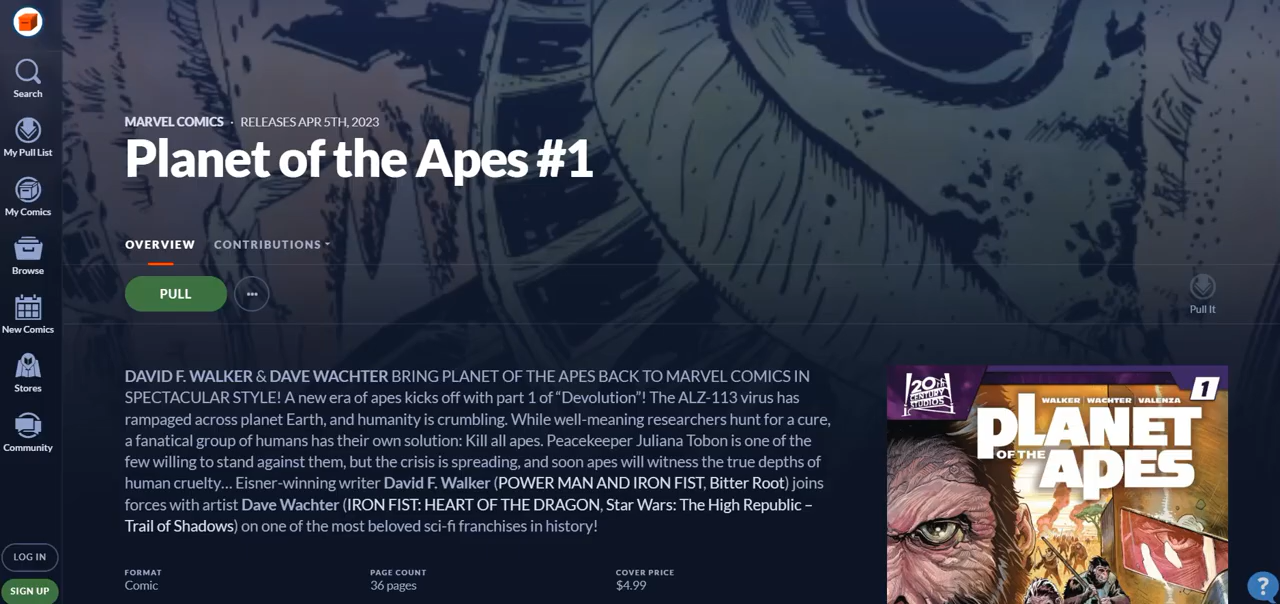 Search
My Pull List
My Comics
Browse
New Comics
Stores
Community
LOG IN
SIGN UP
MARVEL COMICS · RELEASES APR 5TH, 2023
Planet of the Apes #1
OVERVIEW CONTRIBUTIONS
PULL
Pull It
DAVID F. WALKER & DAVE WACHTER BRING PLANET OF THE APES BACK TO MARVEL COMICS IN
SPECTACULAR STYLE! A new era of apes kicks off with part 1 of “Devolution”! The ALZ-113 virus has
rampaged across planet Earth, and humanity is crumbling. While well-meaning researchers hunt for a cure,
a fanatical group of humans has their own solution: Kill all apes. Peacekeeper Juliana Tobon is one of the
few willing to stand against them, but the crisis is spreading, and soon apes will witness the true depths of
human cruelty… Eisner-winning writer David F. Walker (POWER MAN AND IRON FIST, Bitter Root) joins
forces with artist Dave Wachter (IRON FIST: HEART OF THE DRAGON, Star Wars: The High Republic –
Trail of Shadows) on one of the most beloved sci-fi franchises in history!
FORMAT PAGE COUNT COVER PRICE
Comic 36 pages $4.99
20th
CENTURY
STUDIOS
1
WALKER WACHTER VALENZA
PLANET
OF THE
APES
?